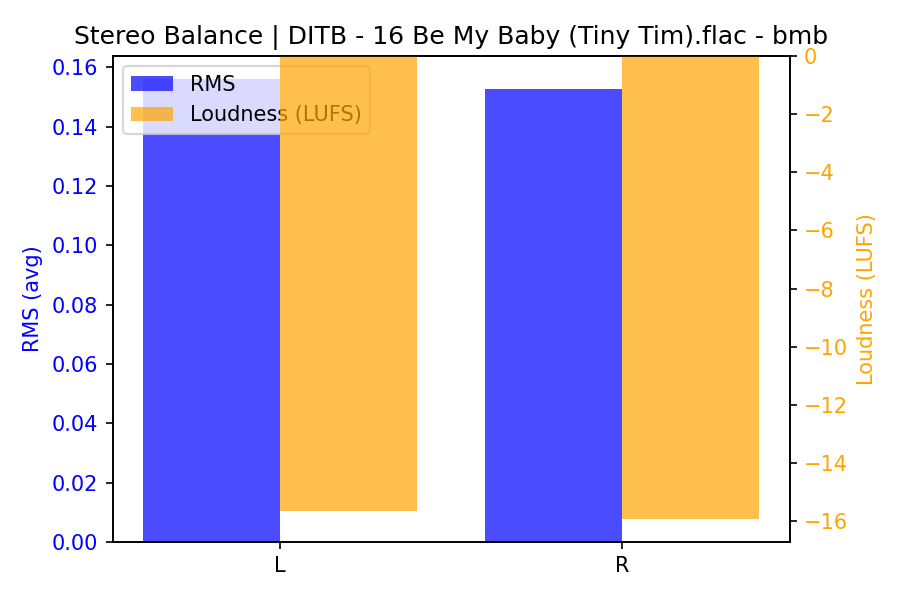 Stereo Balance | DITB - 16 Be My Baby (Tiny Tim).flac - bmb
RMS
Loudness (LUFS)
RMS (avg)
0.16
0.14
0.12
0.10
0.08
0.06
0.04
0.02
0.00
L
R
0
−2
−4
−6
−8
−10
−12
−14
−16
Loudness (LUFS)